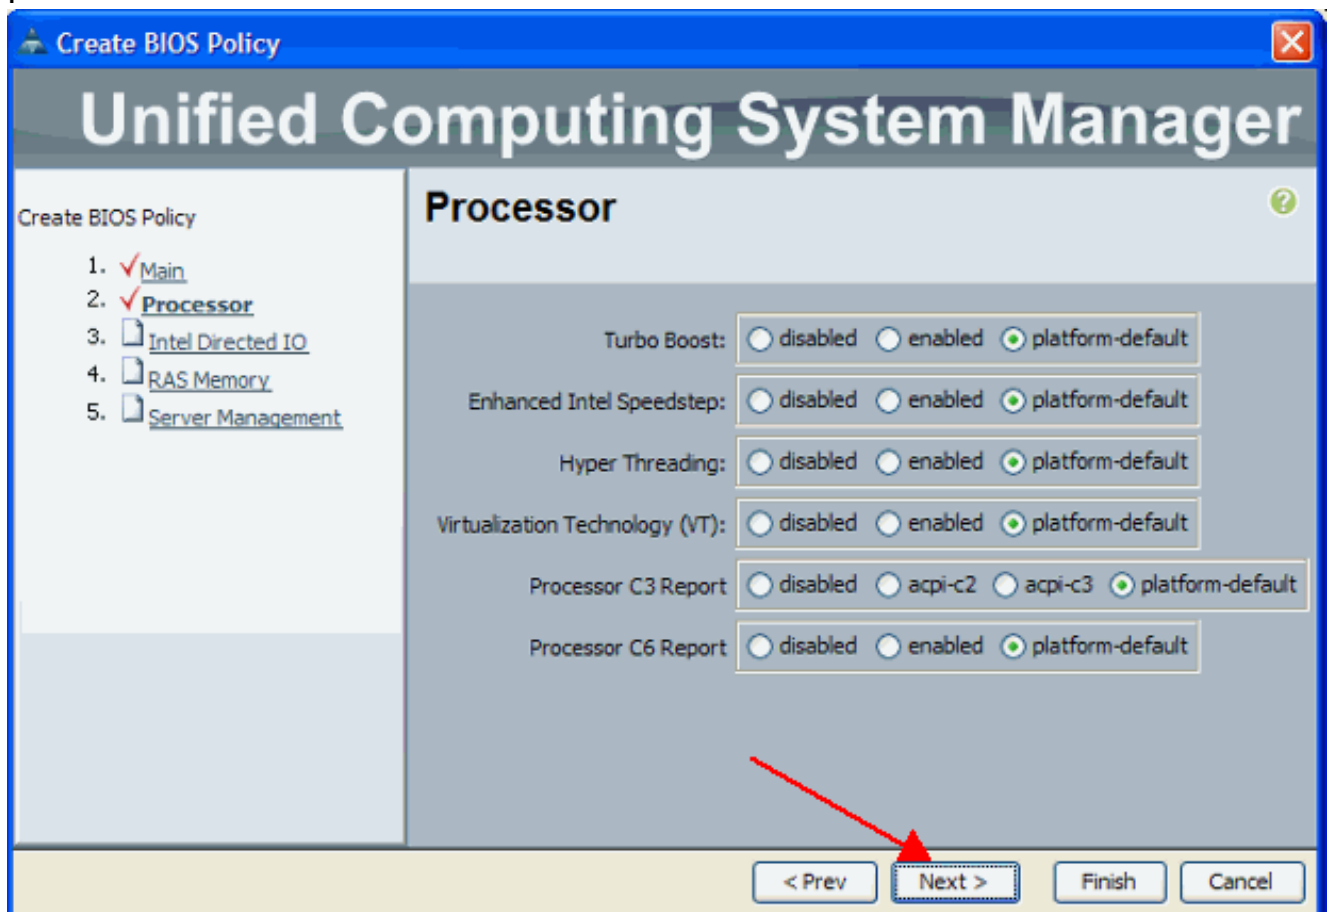 Create BIOS Policy
Unified Computing System Manager
Create BIOS Policy
1. Main
2. Processor
3. Intel Directed IO
4. RAS Memory
5. Server Management
Processor
?
Turbo Boost: disabled enabled platform-default
Enhanced Intel Speedstep: disabled enabled platform-default
Hyper Threading: disabled enabled platform-default
Virtualization Technology (VT): disabled enabled platform-default
Processor C3 Report disabled acpi-c2 acpi-c3 platform-default
Processor C6 Report disabled enabled platform-default
< Prev Next > Finish Cancel